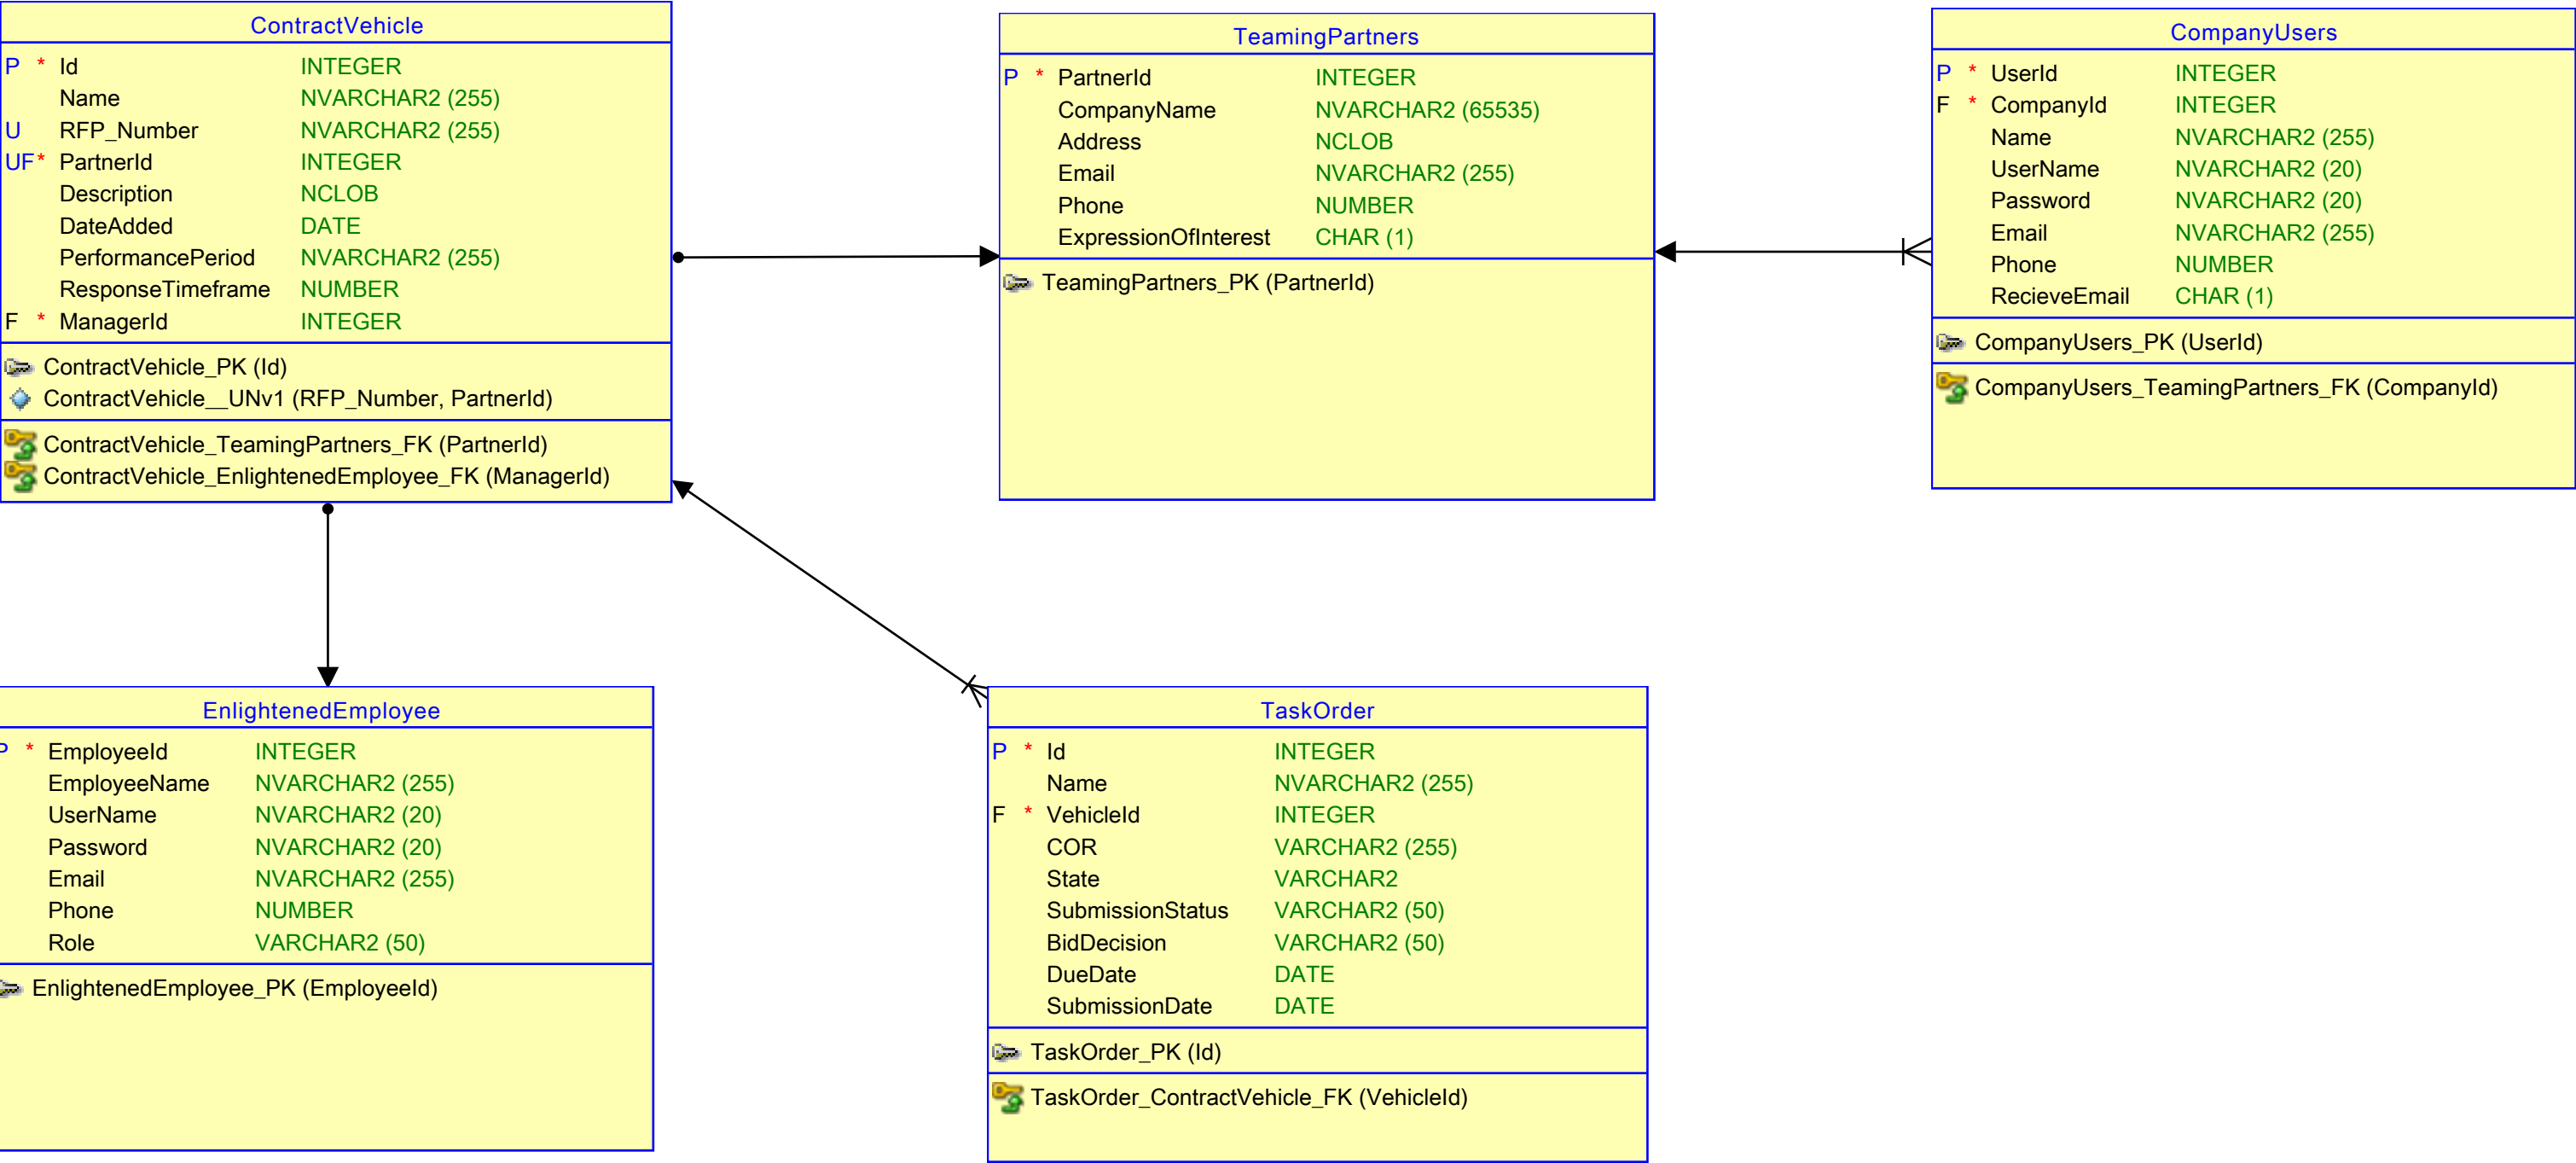 ContractVehicle
P * Id INTEGER
Name NVARCHAR2 (255)
U RFP_Number NVARCHAR2 (255)
UF* PartnerId INTEGER
Description NCLOB
DateAdded DATE
PerformancePeriod NVARCHAR2 (255)
ResponseTimeframe NUMBER
F * ManagerId INTEGER
ContractVehicle_PK (Id)
ContractVehicle__UNv1 (RFP_Number, PartnerId)
ContractVehicle_TeamingPartners_FK (PartnerId)
ContractVehicle_EnlightenedEmployee_FK (ManagerId)
TeamingPartners
P * PartnerId INTEGER
CompanyName NVARCHAR2 (65535)
Address NCLOB
Email NVARCHAR2 (255)
Phone NUMBER
ExpressionOfInterest CHAR (1)
TeamingPartners_PK (PartnerId)
CompanyUsers
P * UserId INTEGER
F * CompanyId INTEGER
Name NVARCHAR2 (255)
UserName NVARCHAR2 (20)
Password NVARCHAR2 (20)
Email NVARCHAR2 (255)
Phone NUMBER
RecieveEmail CHAR (1)
CompanyUsers_PK (UserId)
CompanyUsers_TeamingPartners_FK (CompanyId)
EnlightenedEmployee
P * EmployeeId INTEGER
EmployeeName NVARCHAR2 (255)
UserName NVARCHAR2 (20)
Password NVARCHAR2 (20)
Email NVARCHAR2 (255)
Phone NUMBER
Role VARCHAR2 (50)
EnlightenedEmployee_PK (EmployeeId)
TaskOrder
P * Id INTEGER
Name NVARCHAR2 (255)
F * VehicleId INTEGER
COR VARCHAR2 (255)
State VARCHAR2
SubmissionStatus VARCHAR2 (50)
BidDecision VARCHAR2 (50)
DueDate DATE
SubmissionDate DATE
TaskOrder_PK (Id)
TaskOrder_ContractVehicle_FK (VehicleId)